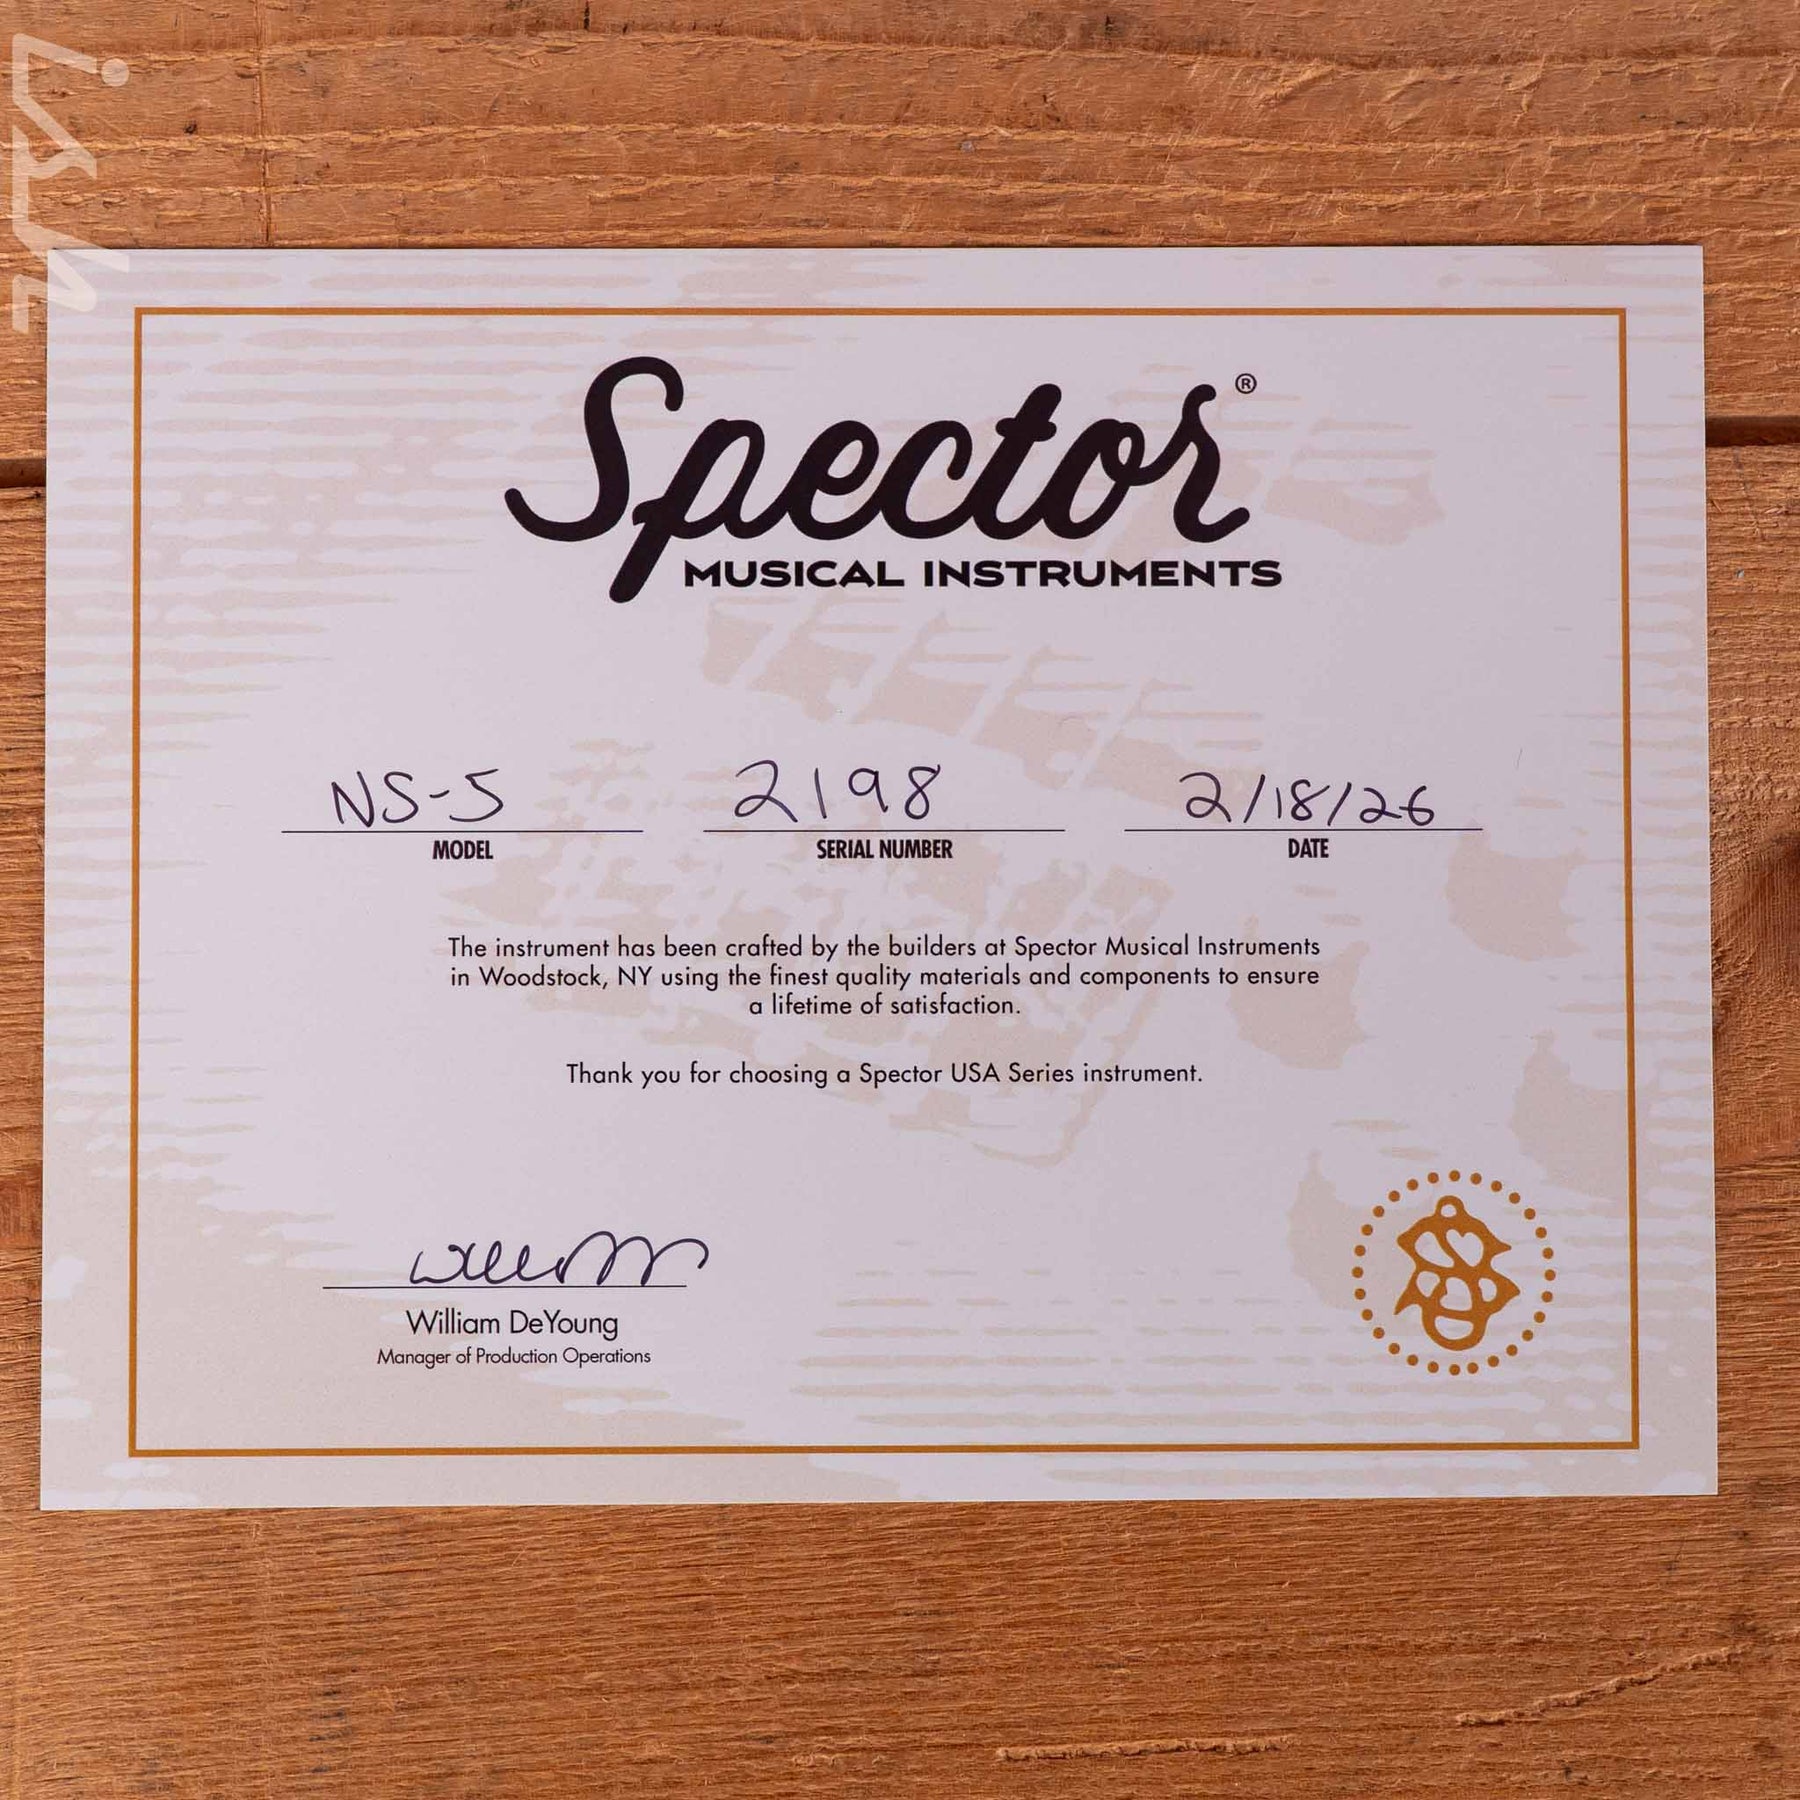 Spector®
MUSICAL INSTRUMENTS
NS-5 2198 2/18/26
MODEL SERIAL NUMBER DATE
The instrument has been crafted by the builders at Spector Musical Instruments
in Woodstock, NY using the finest quality materials and components to ensure
a lifetime of satisfaction.
Thank you for choosing a Spector USA Series instrument.
William DeYoung
Manager of Production Operations